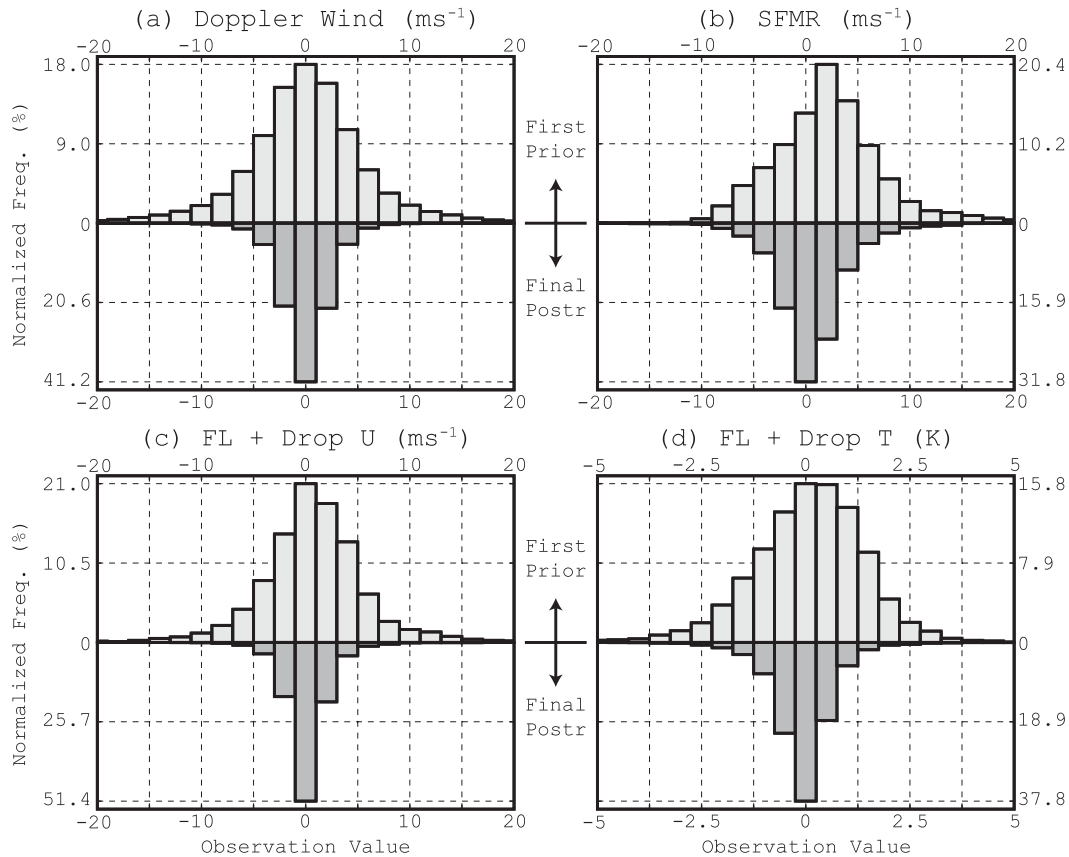 (a) Doppler Wind (ms-1)
-20 -10 0 10 20
18.0
9.0
0
20.6
41.2
-20 -10 0 10 20
Normalized Freq. (%)
First
Prior
Final
Postr
(b) SFMR (ms-1)
-20 -10 0 10 20
20.4
10.2
0
15.9
31.8
-20 -10 0 10 20
(c) FL + Drop U (ms-1)
-20 -10 0 10 20
21.0
10.5
0
25.7
51.4
-20 -10 0 10 20
Normalized Freq. (%)
Observation Value
First
Prior
Final
Postr
(d) FL + Drop T (K)
-5 -2.5 0 2.5 5
15.8
7.9
0
18.9
37.8
-5 -2.5 0 2.5 5
Observation Value